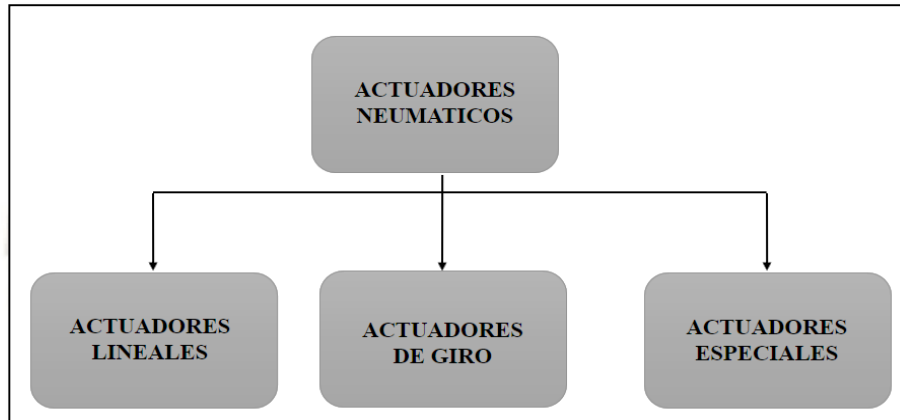 ACTUADORES
NEUMATICOS
ACTUADORES
LINEALES
ACTUADORES
DE GIRO
ACTUADORES
ESPECIALES